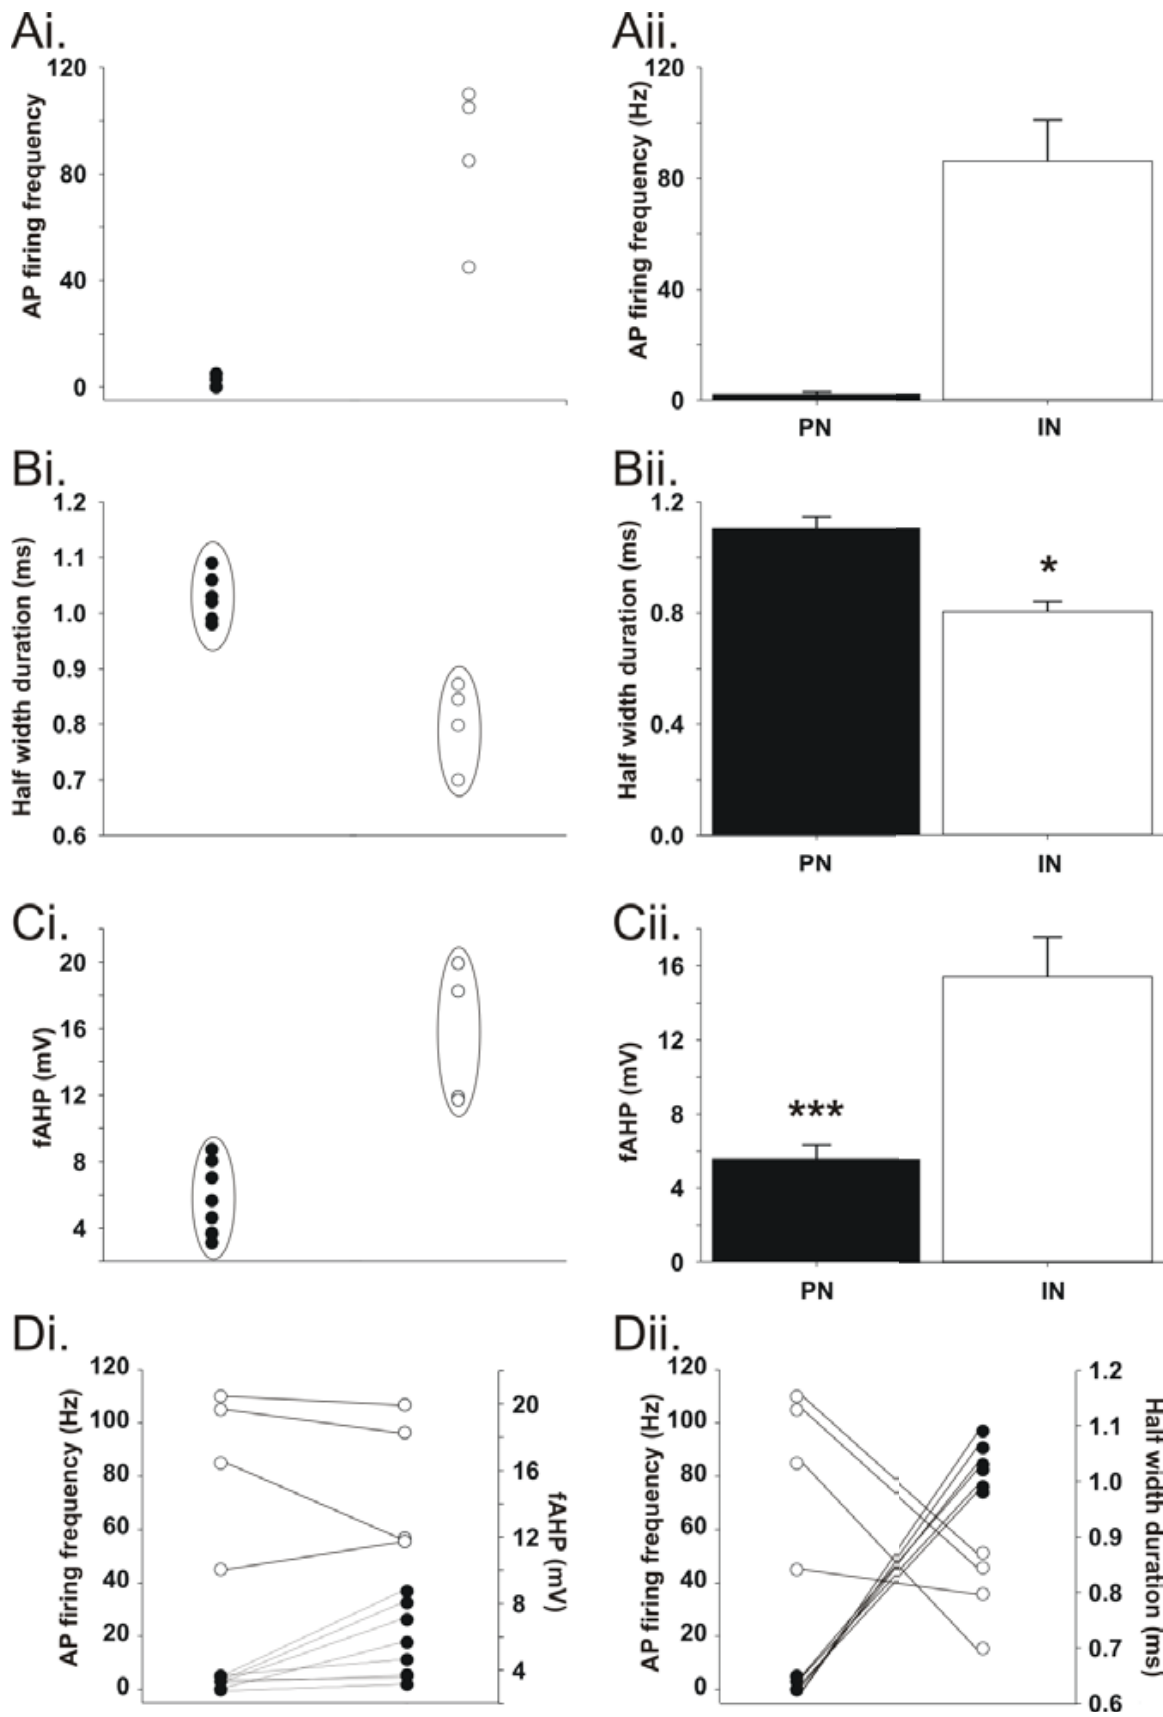 Ai.
AP firing frequency
120
80
40
0
Aii.
AP firing frequency (Hz)
120
80
40
0
PN
IN
Bi.
Half width duration (ms)
1.2
1.1
1.0
0.9
0.8
0.7
0.6
Bii.
Half width duration (ms)
1.2
0.8
0.4
0.0
*
PN
IN
Ci.
fAHP (mV)
20
16
12
8
4
Cii.
fAHP (mV)
16
12
8
4
0
***
PN
IN
Di.
AP firing frequency (Hz)
120
100
80
60
40
20
0
20
16
12
8
4
fAHP (mV)
Dii.
AP firing frequency (Hz)
120
100
80
60
40
20
0
1.2
1.1
1.0
0.9
0.8
0.7
0.6
Half width duration (ms)